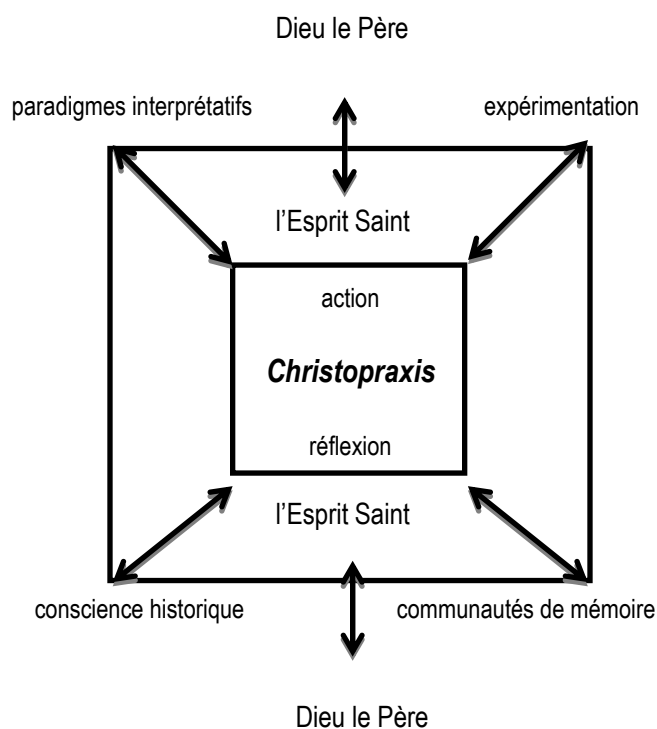 Dieu le Père
paradigmes interprétatifs
expérimentation
l'Esprit Saint
action
Christopraxis
réflexion
l'Esprit Saint
conscience historique
communautés de mémoire
Dieu le Père